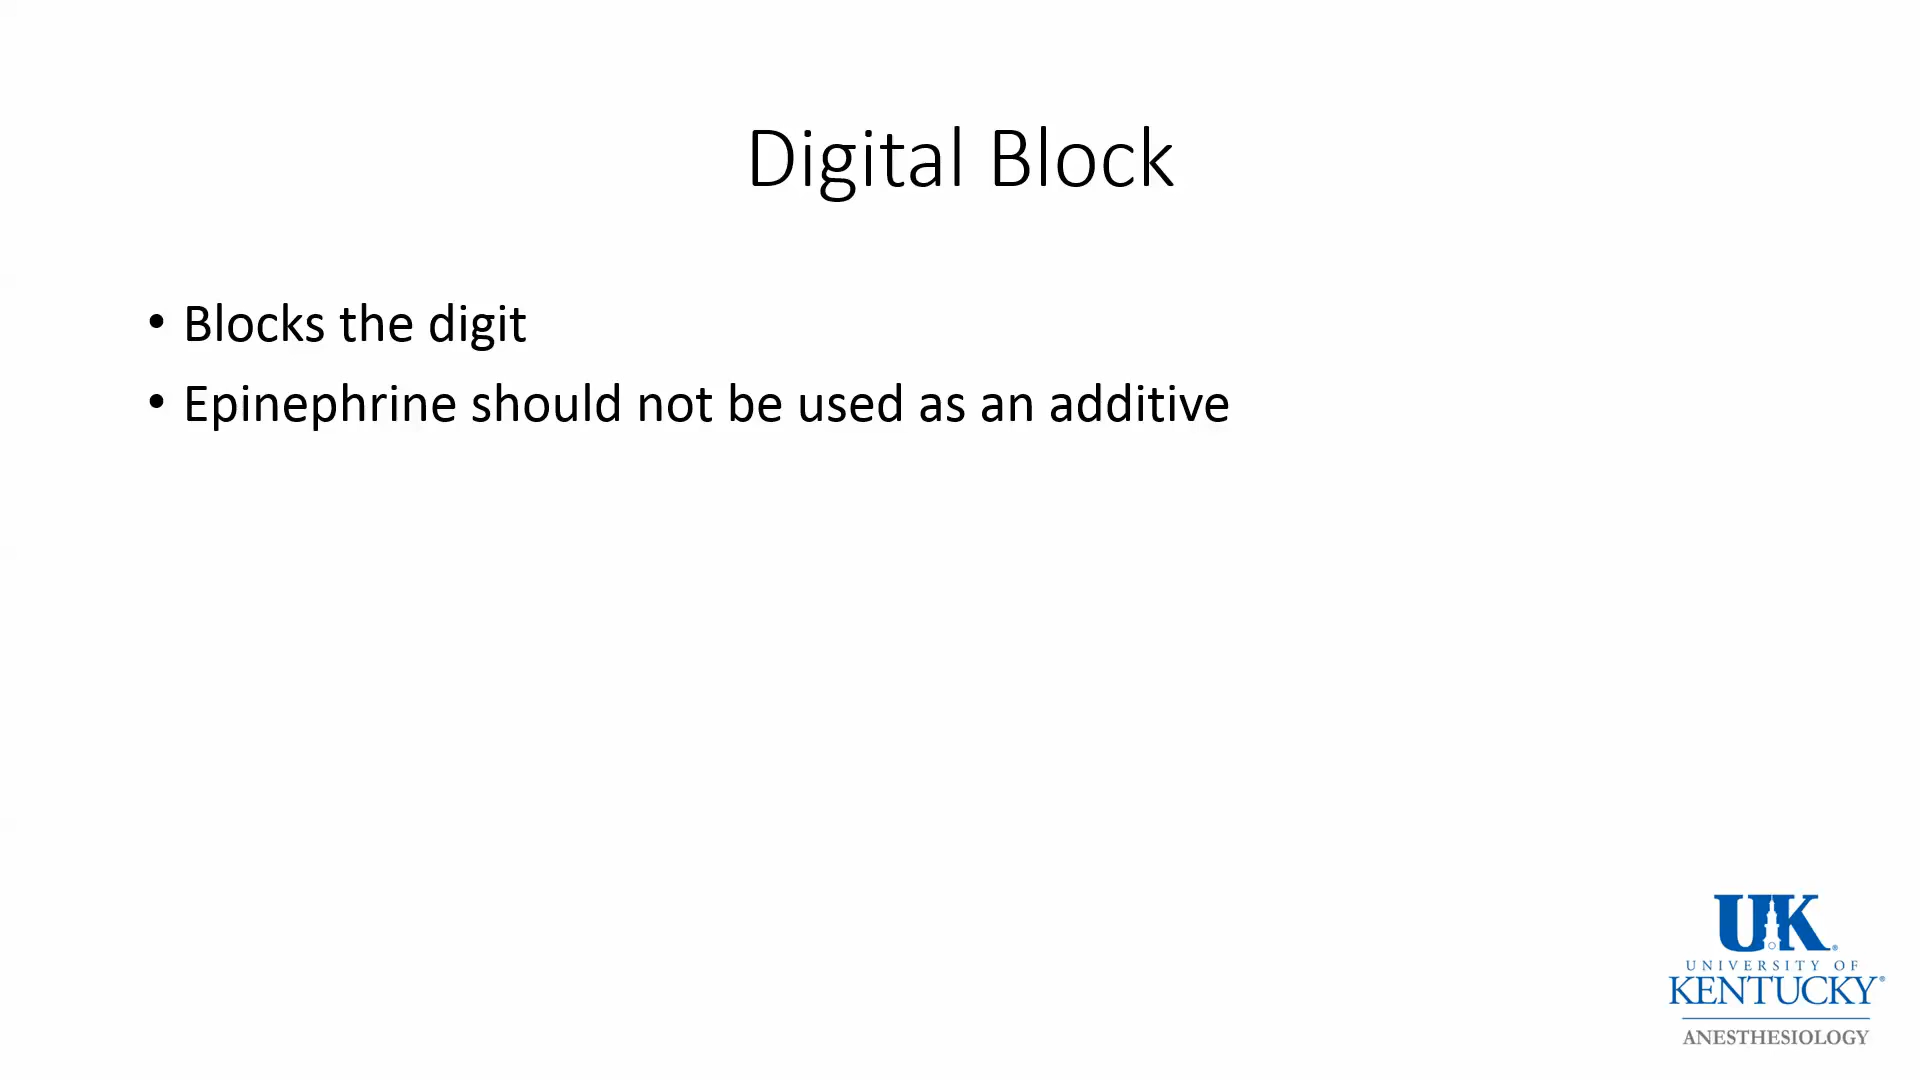 Digital Block
• Blocks the digit
• Epinephrine should not be used as an additive
UK®
UNIVERSITY OF
KENTUCKY®
ANESTHESIOLOGY